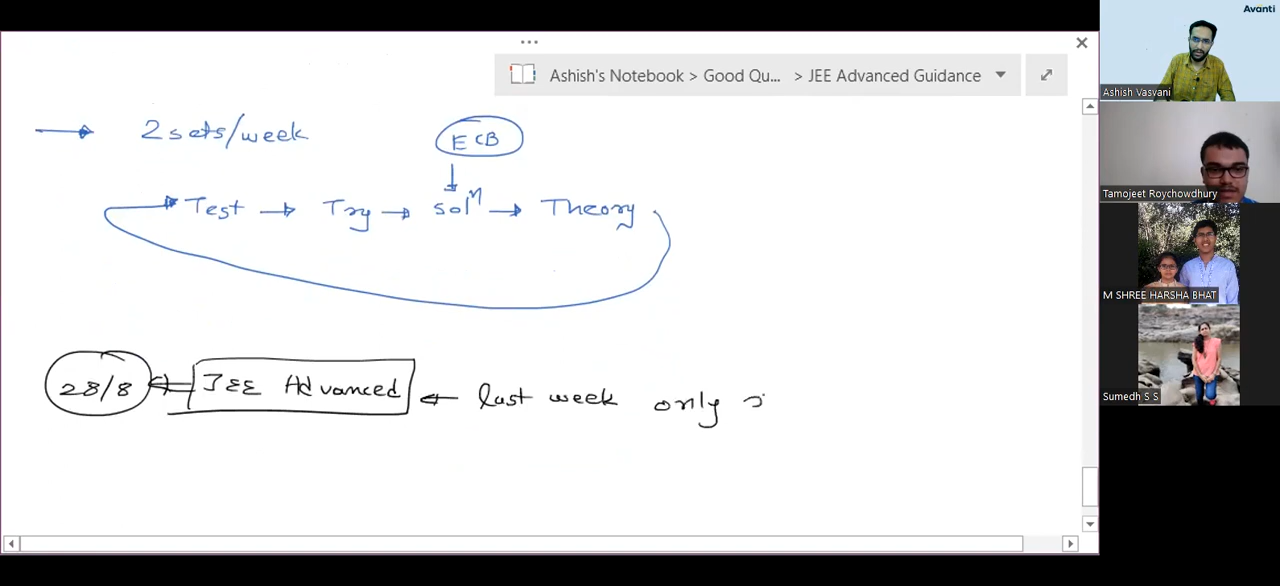 Avanti
Ashish's Notebook > Good Qu... > JEE Advanced Guidance
Ashish Vasvani
2 sets/week
ECB
Test → Try → solⁿ → Theory
Tamojeet Roychowdhury
M SHREE HARSHA BHAT
28/8 ← JEE Advanced ← last week only
Sumedh S S